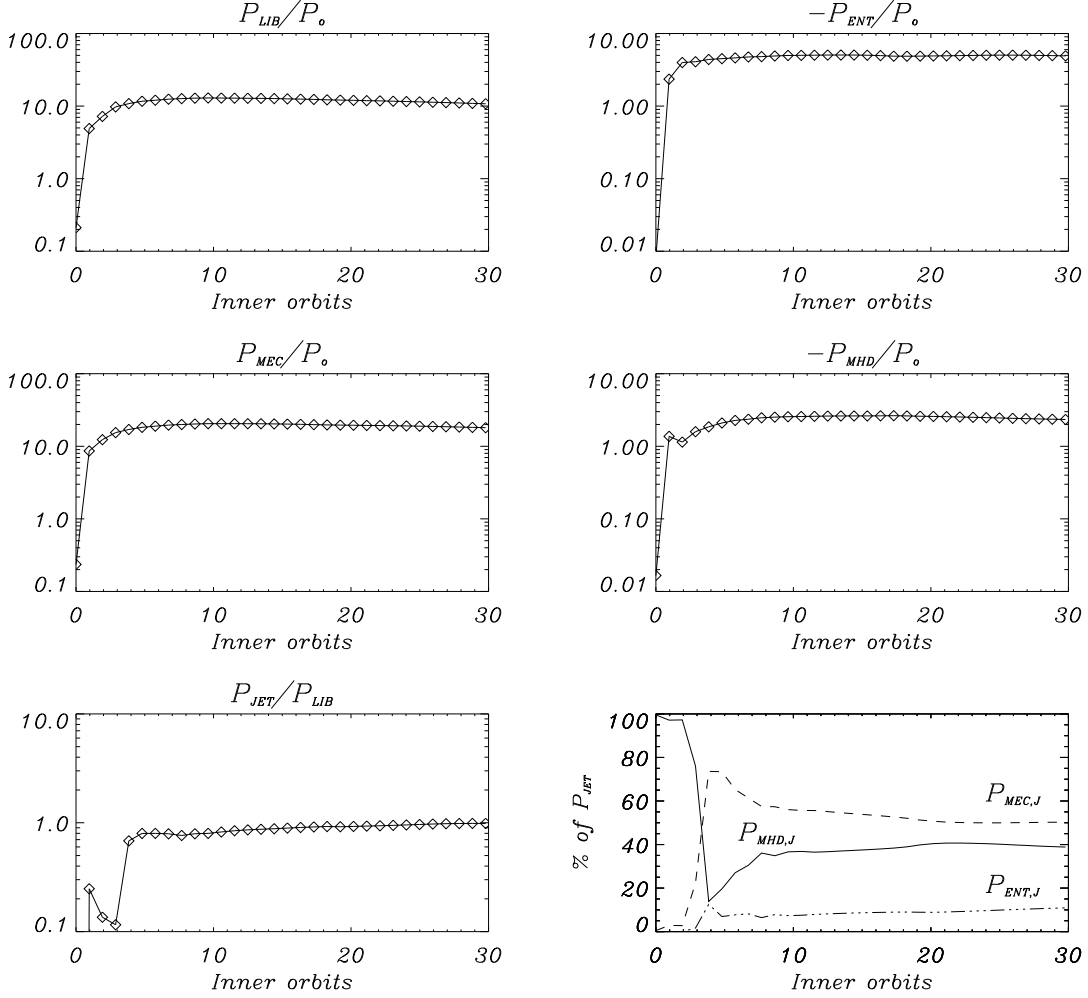 P_LIB/P_o
100.0
10.0
1.0
0.1
0 10 20 30
Inner orbits
−P_ENT/P_o
10.00
1.00
0.10
0.01
0 10 20 30
Inner orbits
P_MEC/P_o
100.0
10.0
1.0
0.1
0 10 20 30
Inner orbits
−P_MHD/P_o
10.00
1.00
0.10
0.01
0 10 20 30
Inner orbits
P_JET/P_LIB
10.0
1.0
0.1
0 10 20 30
Inner orbits
% of P_JET
100
80
60
40
20
0
P_MEC,J
P_MHD,J
P_ENT,J
0 10 20 30
Inner orbits